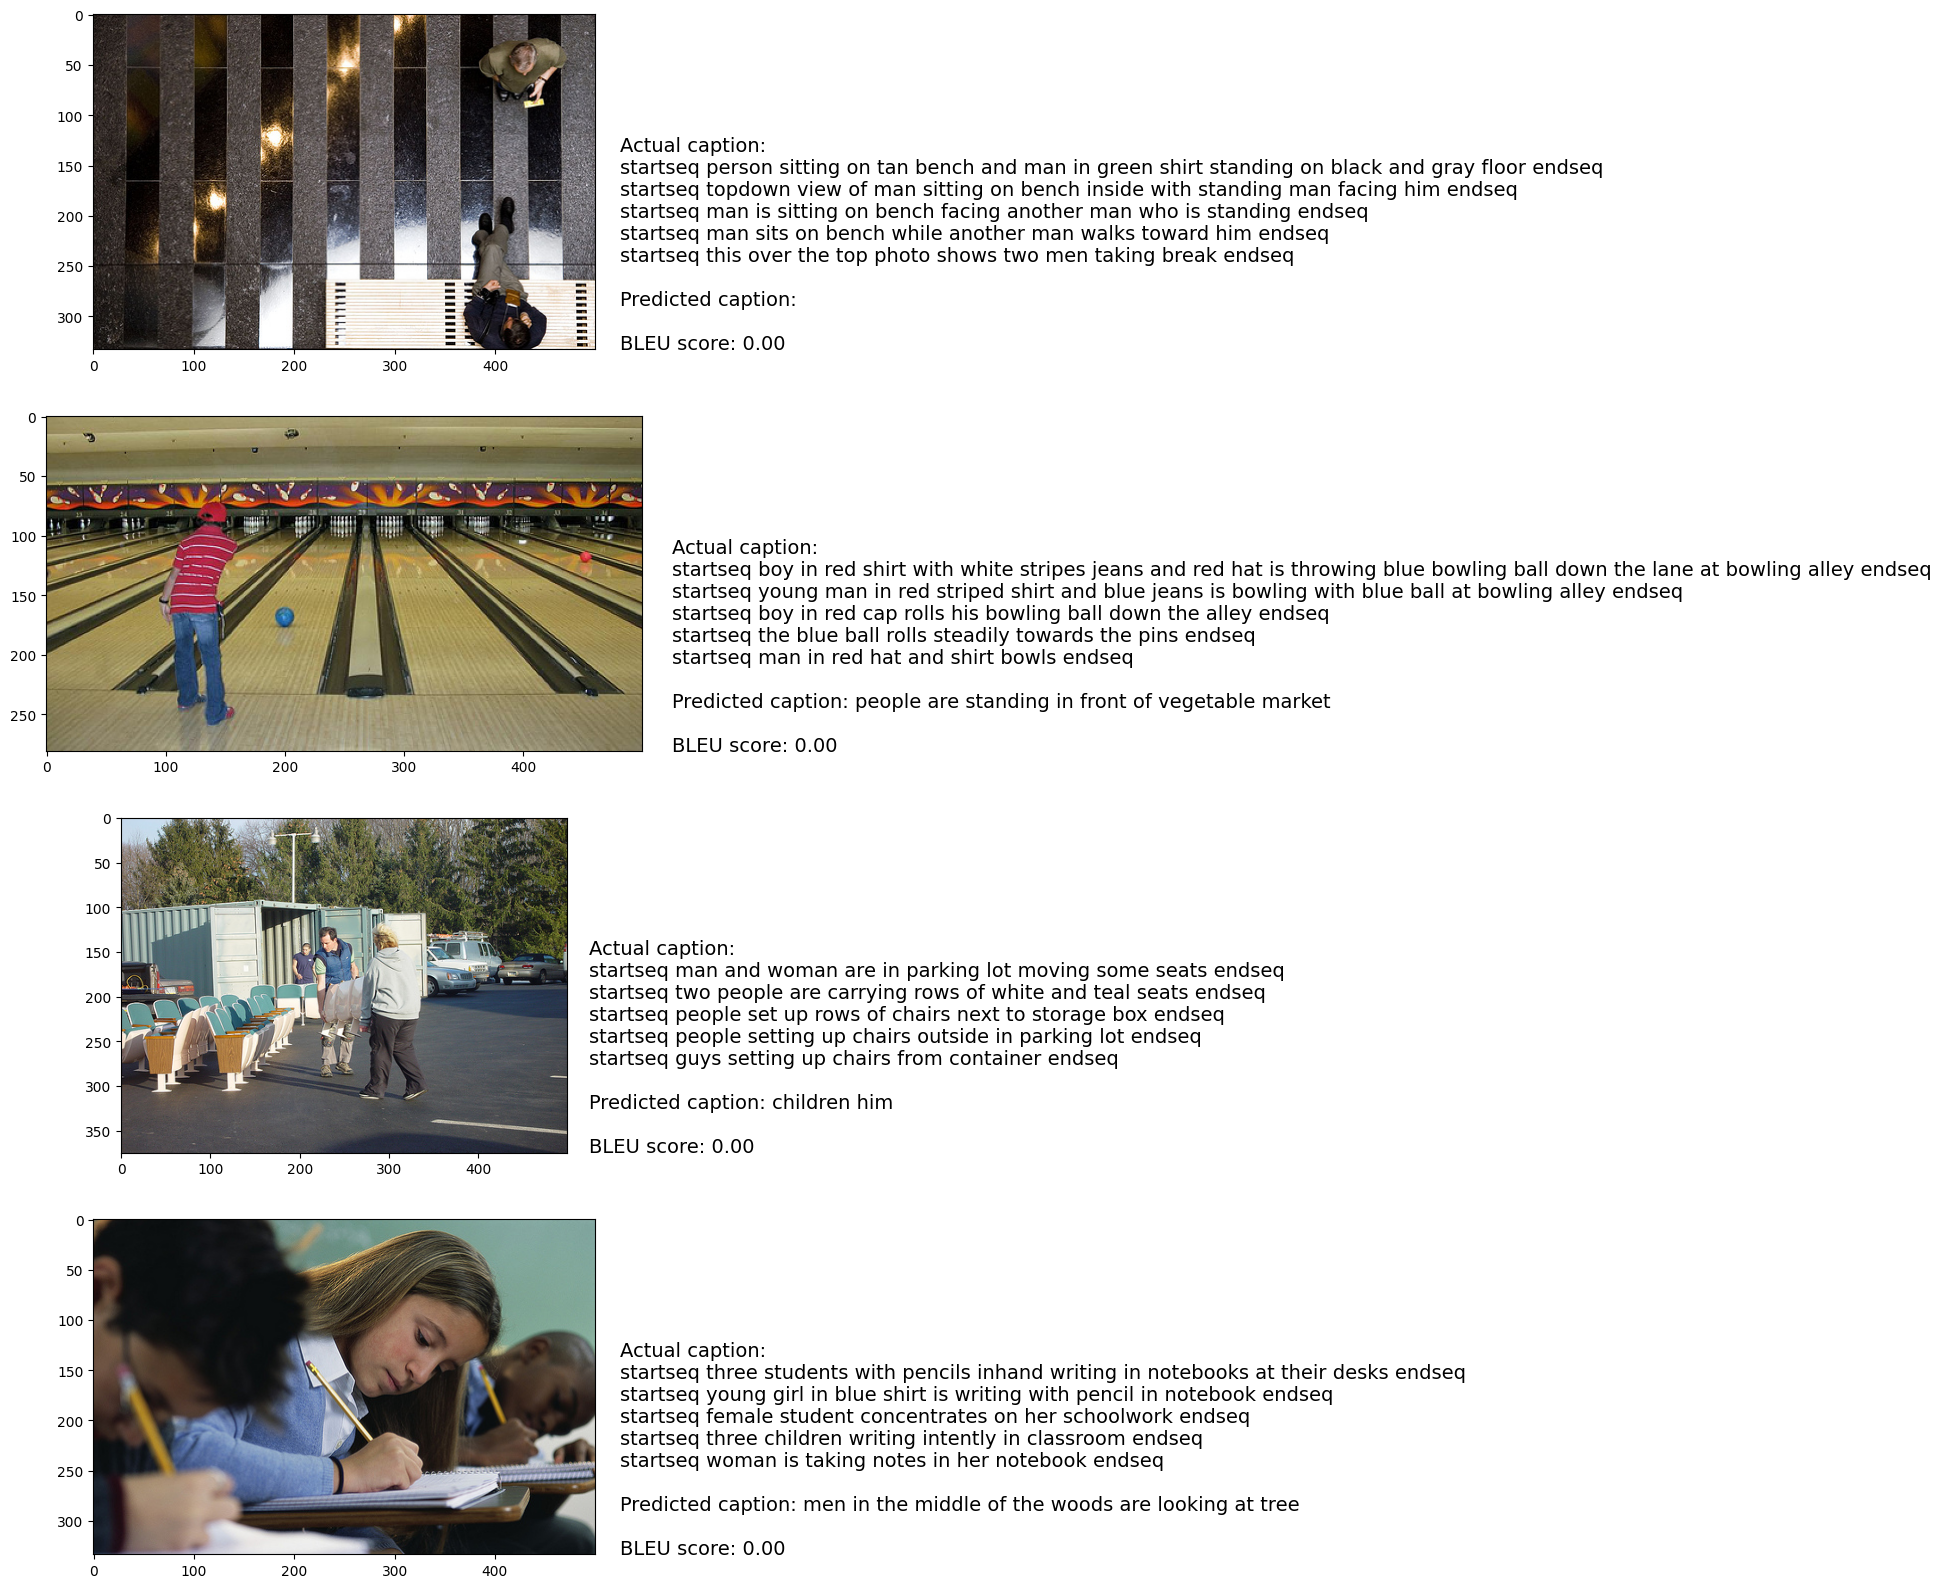 0
50
100
150
200
250
300
0
100
200
300
400
Actual caption:
startseq person sitting on tan bench and man in green shirt standing on black and gray floor endseq
startseq topdown view of man sitting on bench inside with standing man facing him endseq
startseq man is sitting on bench facing another man who is standing endseq
startseq man sits on bench while another man walks toward him endseq
startseq this over the top photo shows two men taking break endseq
Predicted caption:
BLEU score: 0.00
0
50
100
150
200
250
0
100
200
300
400
Actual caption:
startseq boy in red shirt with white stripes jeans and red hat is throwing blue bowling ball down the lane at bowling alley endseq
startseq young man in red striped shirt and blue jeans is bowling with blue ball at bowling alley endseq
startseq boy in red cap rolls his bowling ball down the alley endseq
startseq the blue ball rolls steadily towards the pins endseq
startseq man in red hat and shirt bowls endseq
Predicted caption: people are standing in front of vegetable market
BLEU score: 0.00
0
50
100
150
200
250
300
350
0
100
200
300
400
Actual caption:
startseq man and woman are in parking lot moving some seats endseq
startseq two people are carrying rows of white and teal seats endseq
startseq people set up rows of chairs next to storage box endseq
startseq people setting up chairs outside in parking lot endseq
startseq guys setting up chairs from container endseq
Predicted caption: children him
BLEU score: 0.00
0
50
100
150
200
250
300
0
100
200
300
400
Actual caption:
startseq three students with pencils inhand writing in notebooks at their desks endseq
startseq young girl in blue shirt is writing with pencil in notebook endseq
startseq female student concentrates on her schoolwork endseq
startseq three children writing intently in classroom endseq
startseq woman is taking notes in her notebook endseq
Predicted caption: men in the middle of the woods are looking at tree
BLEU score: 0.00